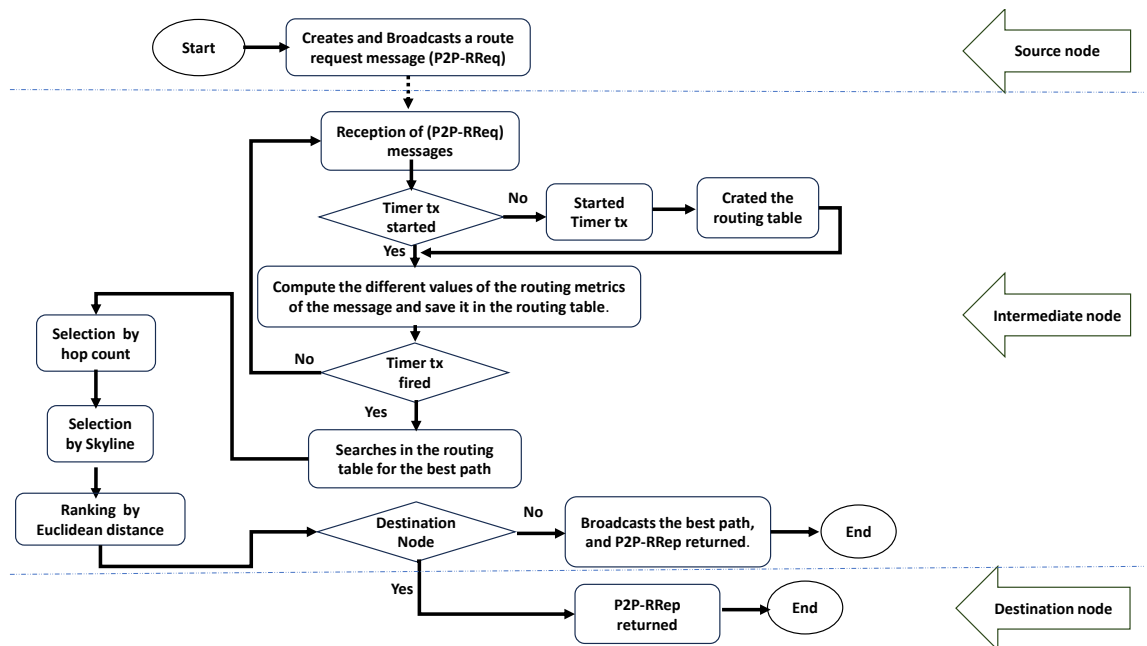 Start
Creates and Broadcasts a route
request message (P2P-RReq)
Source node
Reception of (P2P-RReq)
messages
Timer tx
started
No
Started
Timer tx
Crated the
routing table
Yes
Compute the different values of the routing metrics
of the message and save it in the routing table.
Intermediate node
Timer tx
fired
No
Yes
Searches in the routing
table for the best path
Selection by
hop count
Selection
by Skyline
Ranking by
Euclidean distance
Destination
Node
No
Broadcasts the best path,
and P2P-RRep returned.
End
Yes
P2P-RRep
returned
End
Destination node